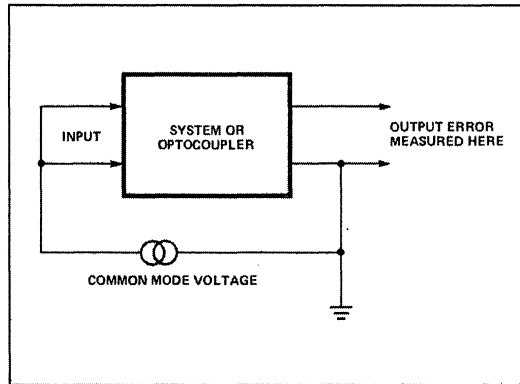 INPUT
SYSTEM OR
OPTOCOUPLER
OUTPUT ERROR
MEASURED HERE
COMMON MODE VOLTAGE